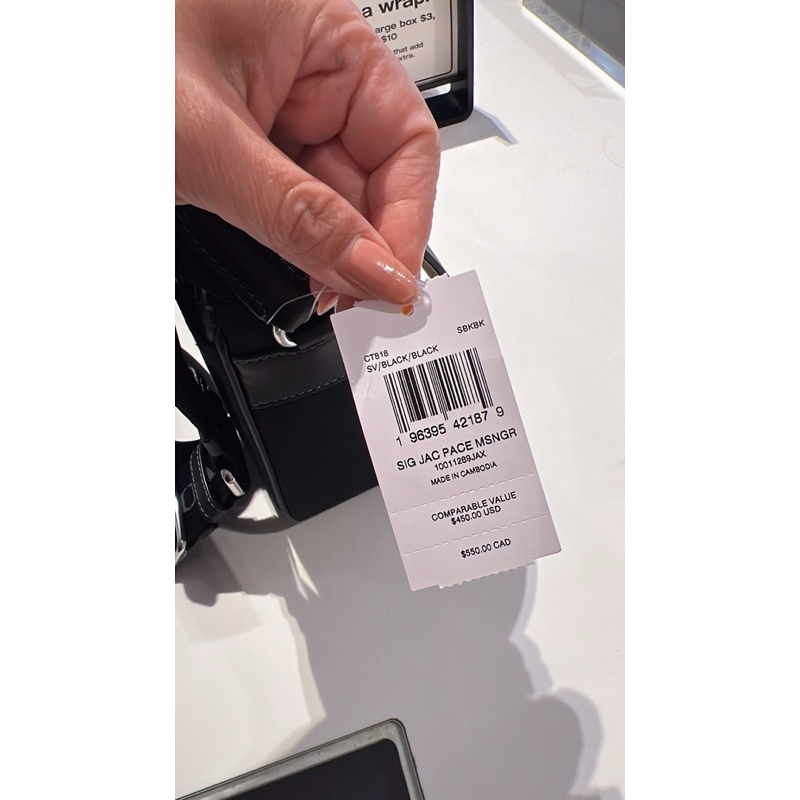 a wrap.
arge box $3,
$10
that add
xtra.
SBKBK
CT818
SV/BLACK/BLACK
1 96395 42187 9
SIG JAC PACE MSNGR
10011289JAX
MADE IN CAMBODIA
COMPARABLE VALUE
$450.00 USD
$550.00 CAD